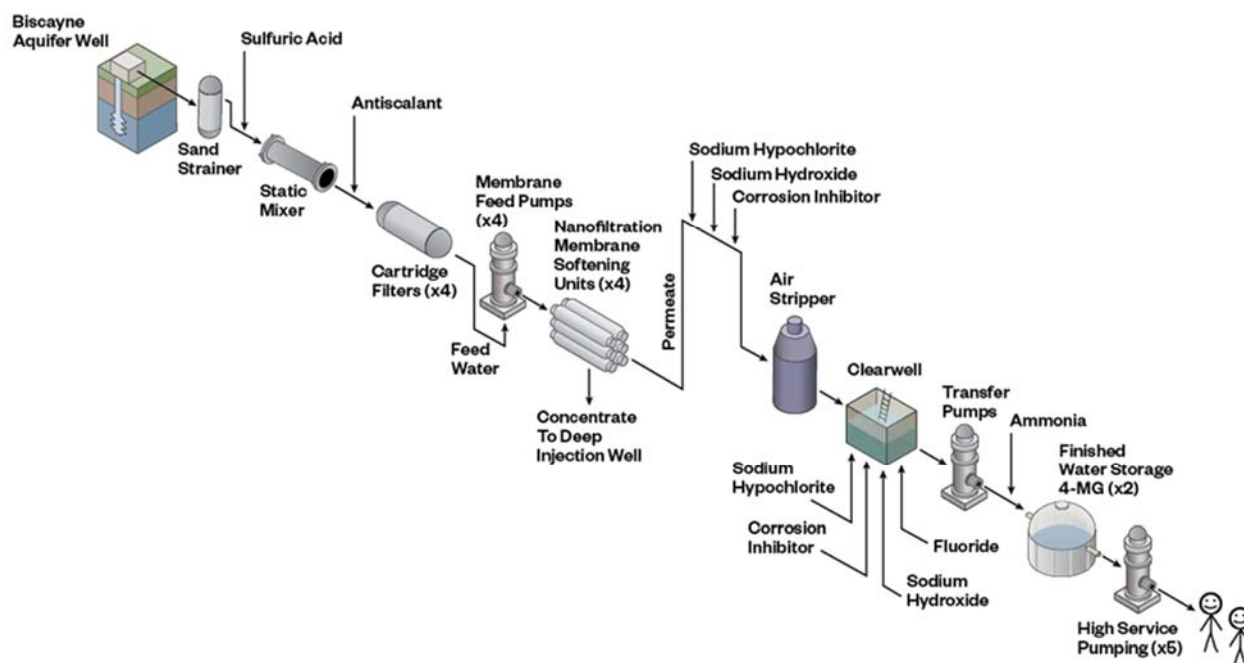 Biscayne
Aquifer Well
Sulfuric Acid
Sand
Strainer
Antiscalant
Static
Mixer
Cartridge
Filters (x4)
Membrane
Feed Pumps
(x4)
Feed
Water
Nanofiltration
Membrane
Softening
Units (x4)
Concentrate
To Deep
Injection Well
Permeate
Sodium Hypochlorite
Sodium Hydroxide
Corrosion Inhibitor
Air
Stripper
Clearwell
Sodium
Hypochlorite
Corrosion
Inhibitor
Sodium
Hydroxide
Fluoride
Transfer
Pumps
Ammonia
Finished
Water Storage
4-MG (x2)
High Service
Pumping (x5)